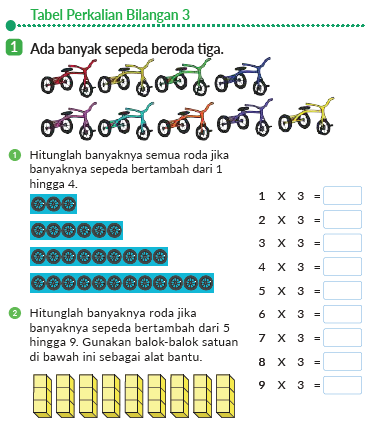 Tabel Perkalian Bilangan 3
1 Ada banyak sepeda beroda tiga.
1 Hitunglah banyaknya semua roda jika
banyaknya sepeda bertambah dari 1
hingga 4.
2 Hitunglah banyaknya roda jika
banyaknya sepeda bertambah dari 5
hingga 9. Gunakan balok-balok satuan
di bawah ini sebagai alat bantu.
1 X 3 =
2 X 3 =
3 X 3 =
4 X 3 =
5 X 3 =
6 X 3 =
7 X 3 =
8 X 3 =
9 X 3 =